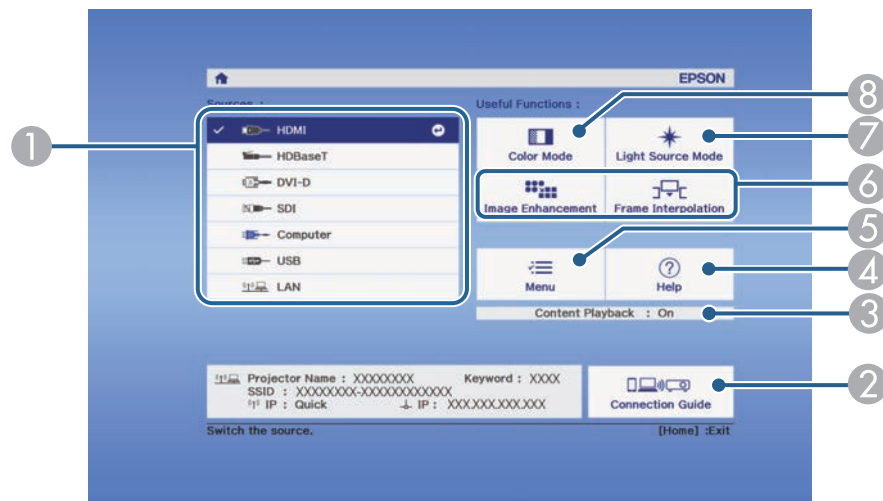 EPSON
Sources :
Useful Functions :
8
HDMI
Color Mode
Light Source Mode
7
1
HDBaseT
DVI-D
Image Enhancement
Frame Interpolation
6
SDI
Computer
5
USB
Menu
Help
4
LAN
Content Playback : On
3
Projector Name : XXXXXXXX Keyword : XXXX
SSID : XXXXXXXX-XXXXXXXXXXXX
IP : Quick IP : XXX.XXX.XXX.XXX
Connection Guide
2
Switch the source. [Home] :Exit